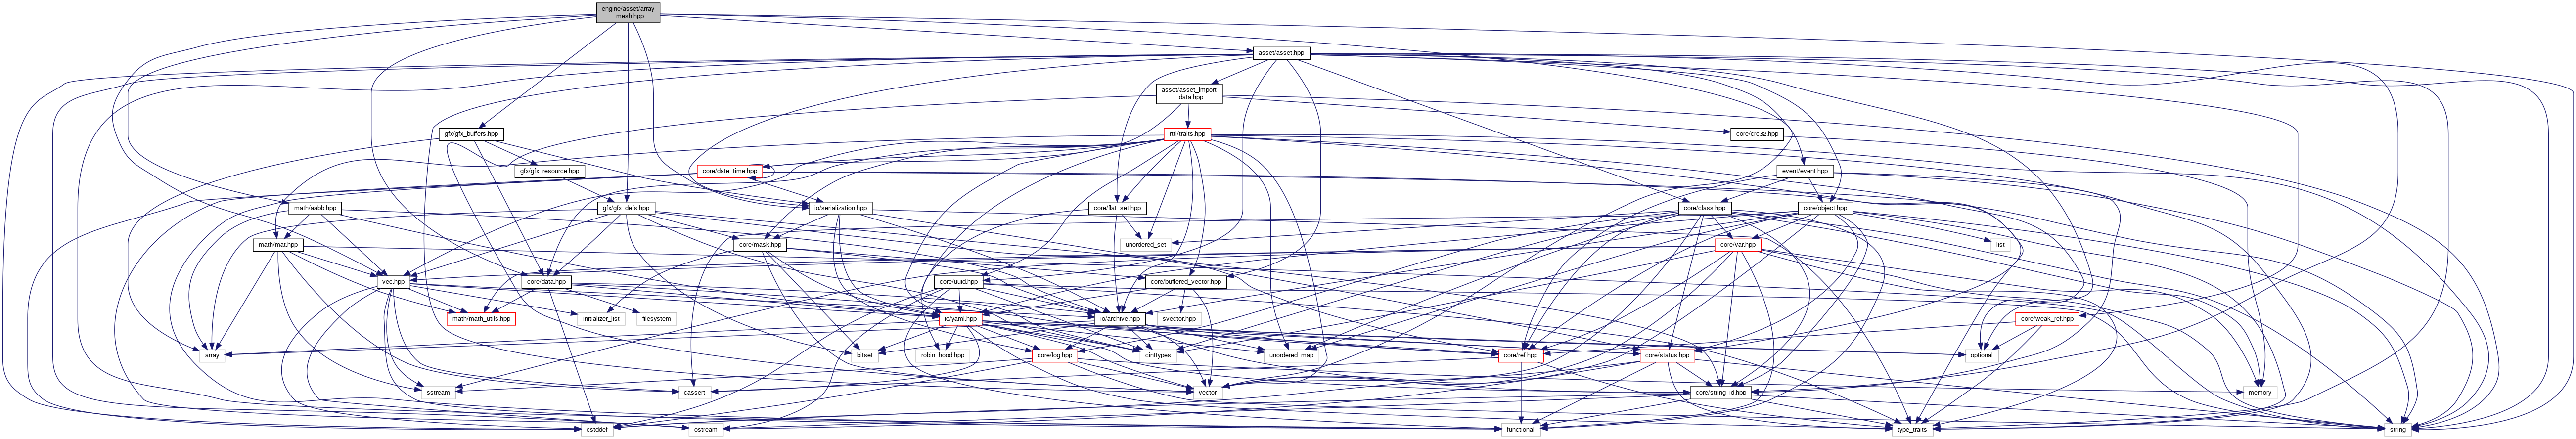 engine/asset/array
_mesh.hpp
asset/asset.hpp
asset/asset_import
_data.hpp
gfx/gfx_buffers.hpp
rtti/traits.hpp
core/crc32.hpp
gfx/gfx_resource.hpp
core/date_time.hpp
event/event.hpp
math/aabb.hpp
gfx/gfx_defs.hpp
io/serialization.hpp
core/flat_set.hpp
core/class.hpp
core/object.hpp
math/mat.hpp
core/mask.hpp
unordered_set
core/var.hpp
list
vec.hpp
core/data.hpp
core/uuid.hpp
core/buffered_vector.hpp
math/math_utils.hpp
initializer_list
filesystem
io/yaml.hpp
io/archive.hpp
svector.hpp
core/weak_ref.hpp
array
bitset
robin_hood.hpp
core/log.hpp
cinttypes
unordered_map
core/ref.hpp
core/status.hpp
optional
sstream
cassert
vector
core/string_id.hpp
memory
cstddef
ostream
functional
type_traits
string